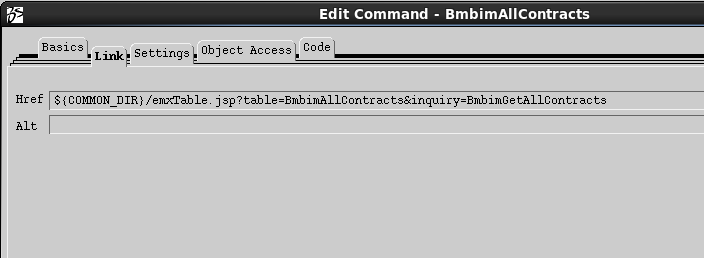 Edit Command - BmbimAllContracts
Basics Link Settings Object Access Code
Href ${COMMON_DIR}/emxTable.jsp?table=BmbimAllContracts&inquiry=BmbimGetAllContracts
Alt